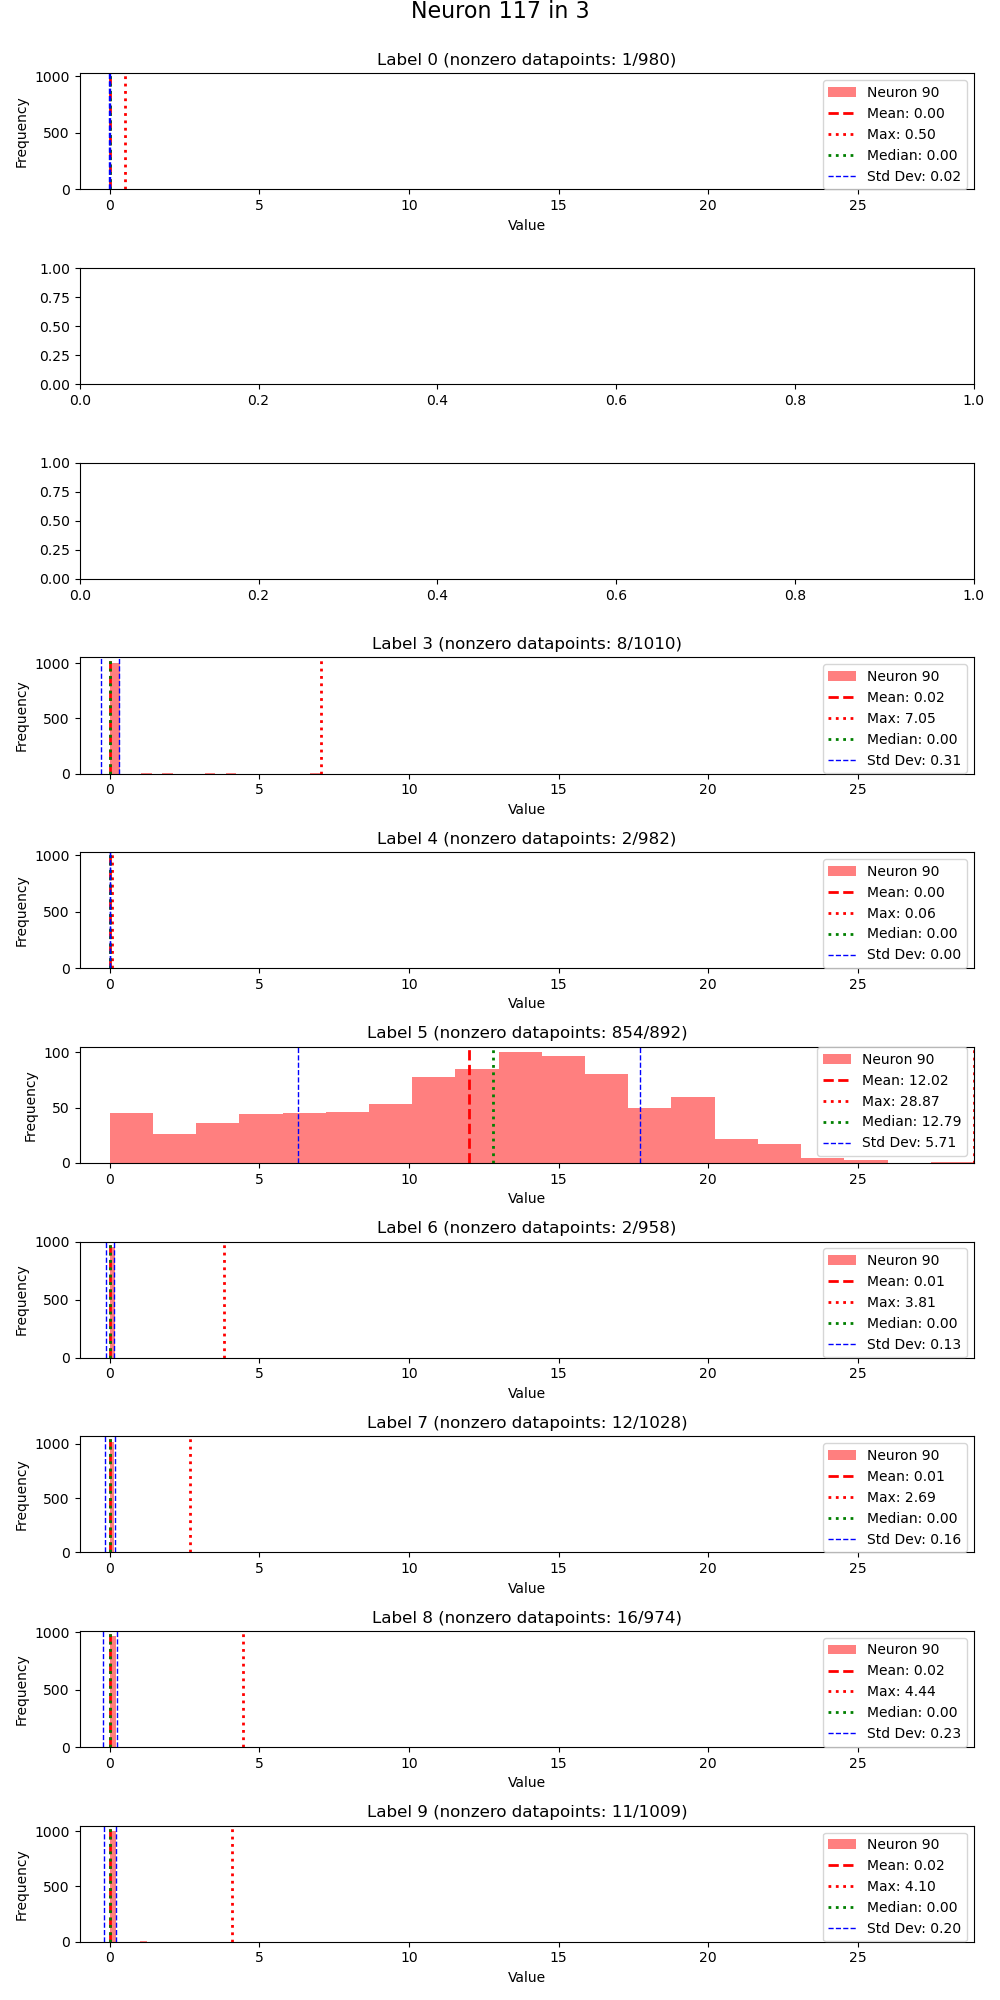 Neuron 117 in 3
Label 0 (nonzero datapoints: 1/980)
Frequency
1000
500
0
Neuron 90
Mean: 0.00
Max: 0.50
Median: 0.00
Std Dev: 0.02
0 5 10 15 20 25
Value
1.00
0.75
0.50
0.25
0.00
0.0 0.2 0.4 0.6 0.8 1.0
1.00
0.75
0.50
0.25
0.00
0.0 0.2 0.4 0.6 0.8 1.0
Label 3 (nonzero datapoints: 8/1010)
Frequency
1000
500
0
Neuron 90
Mean: 0.02
Max: 7.05
Median: 0.00
Std Dev: 0.31
0 5 10 15 20 25
Value
Label 4 (nonzero datapoints: 2/982)
Frequency
1000
500
0
Neuron 90
Mean: 0.00
Max: 0.06
Median: 0.00
Std Dev: 0.00
0 5 10 15 20 25
Value
Label 5 (nonzero datapoints: 854/892)
Frequency
100
50
0
Neuron 90
Mean: 12.02
Max: 28.87
Median: 12.79
Std Dev: 5.71
0 5 10 15 20 25
Value
Label 6 (nonzero datapoints: 2/958)
Frequency
1000
500
0
Neuron 90
Mean: 0.01
Max: 3.81
Median: 0.00
Std Dev: 0.13
0 5 10 15 20 25
Value
Label 7 (nonzero datapoints: 12/1028)
Frequency
1000
500
0
Neuron 90
Mean: 0.01
Max: 2.69
Median: 0.00
Std Dev: 0.16
0 5 10 15 20 25
Value
Label 8 (nonzero datapoints: 16/974)
Frequency
1000
500
0
Neuron 90
Mean: 0.02
Max: 4.44
Median: 0.00
Std Dev: 0.23
0 5 10 15 20 25
Value
Label 9 (nonzero datapoints: 11/1009)
Frequency
1000
500
0
Neuron 90
Mean: 0.02
Max: 4.10
Median: 0.00
Std Dev: 0.20
0 5 10 15 20 25
Value